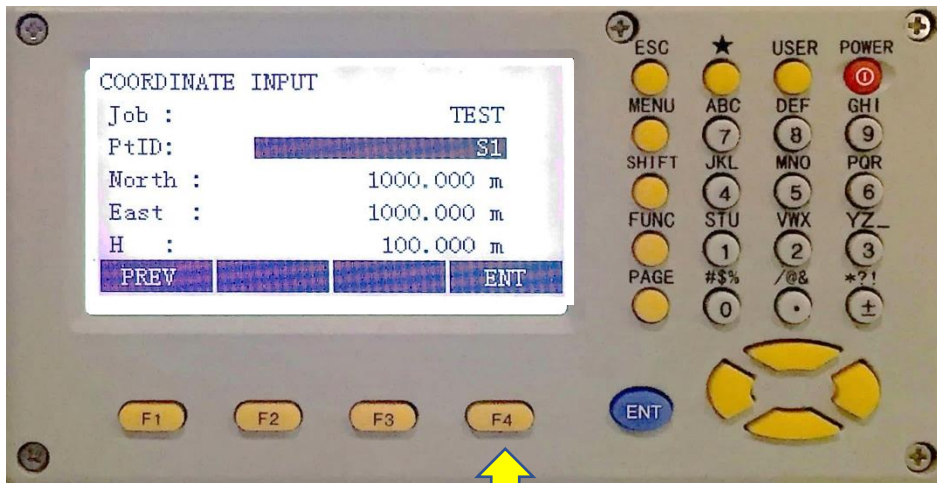 COORDINATE INPUT
Job : TEST
PtID: S1
North : 1000.000 m
East : 1000.000 m
H : 100.000 m
PREV ENT
F1 F2 F3 F4
ESC ★ USER POWER
MENU ABC DEF GHI
7 8 9
SHIFT JKL MNO PQR
4 5 6
FUNC STU VWX YZ_
1 2 3
PAGE #$% /@& *?!
0 . ±
ENT